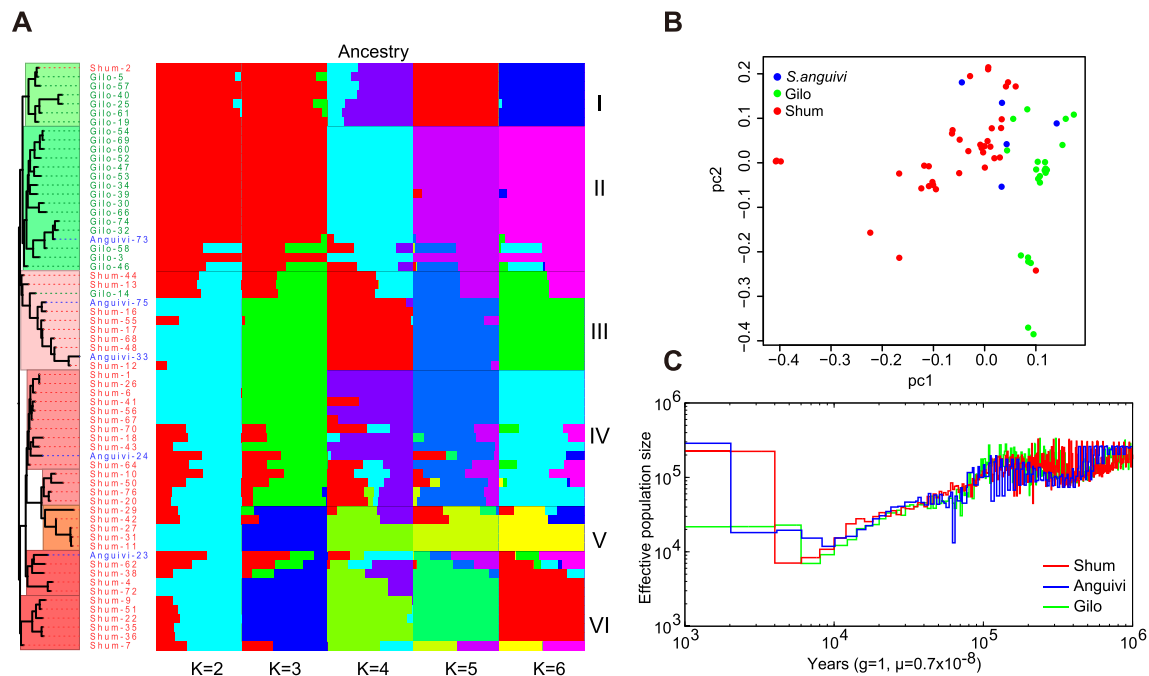 A
Ancestry
Shum-2
Gilo-5
Gilo-57
Gilo-40
Gilo-25
Gilo-61
Gilo-19
Gilo-54
Gilo-69
Gilo-60
Gilo-52
Gilo-47
Gilo-53
Gilo-34
Gilo-39
Gilo-30
Gilo-66
Gilo-74
Gilo-32
Anguivi-73
Gilo-58
Gilo-3
Gilo-46
Shum-44
Shum-13
Gilo-14
Anguivi-75
Shum-16
Shum-55
Shum-17
Shum-68
Shum-48
Anguivi-33
Shum-12
Shum-1
Shum-26
Shum-6
Shum-41
Shum-56
Shum-67
Shum-70
Shum-18
Shum-43
Anguivi-24
Shum-64
Shum-10
Shum-50
Shum-76
Shum-20
Shum-29
Shum-42
Shum-27
Shum-31
Shum-11
Anguivi-23
Shum-62
Shum-38
Shum-4
Shum-72
Shum-9
Shum-51
Shum-22
Shum-35
Shum-36
Shum-7
I
II
III
IV
V
VI
K=2 K=3 K=4 K=5 K=6
B
S.anguivi
Gilo
Shum
0.2
0.1
0.0
−0.1
−0.2
−0.3
−0.4
pc2
−0.4 −0.2 −0.1 0.0 0.1
pc1
C
10⁶
10⁵
10⁴
10³
Effective population size
Shum
Anguivi
Gilo
10³ 10⁴ 10⁵ 10⁶
Years (g=1, µ=0.7x10⁻⁸)